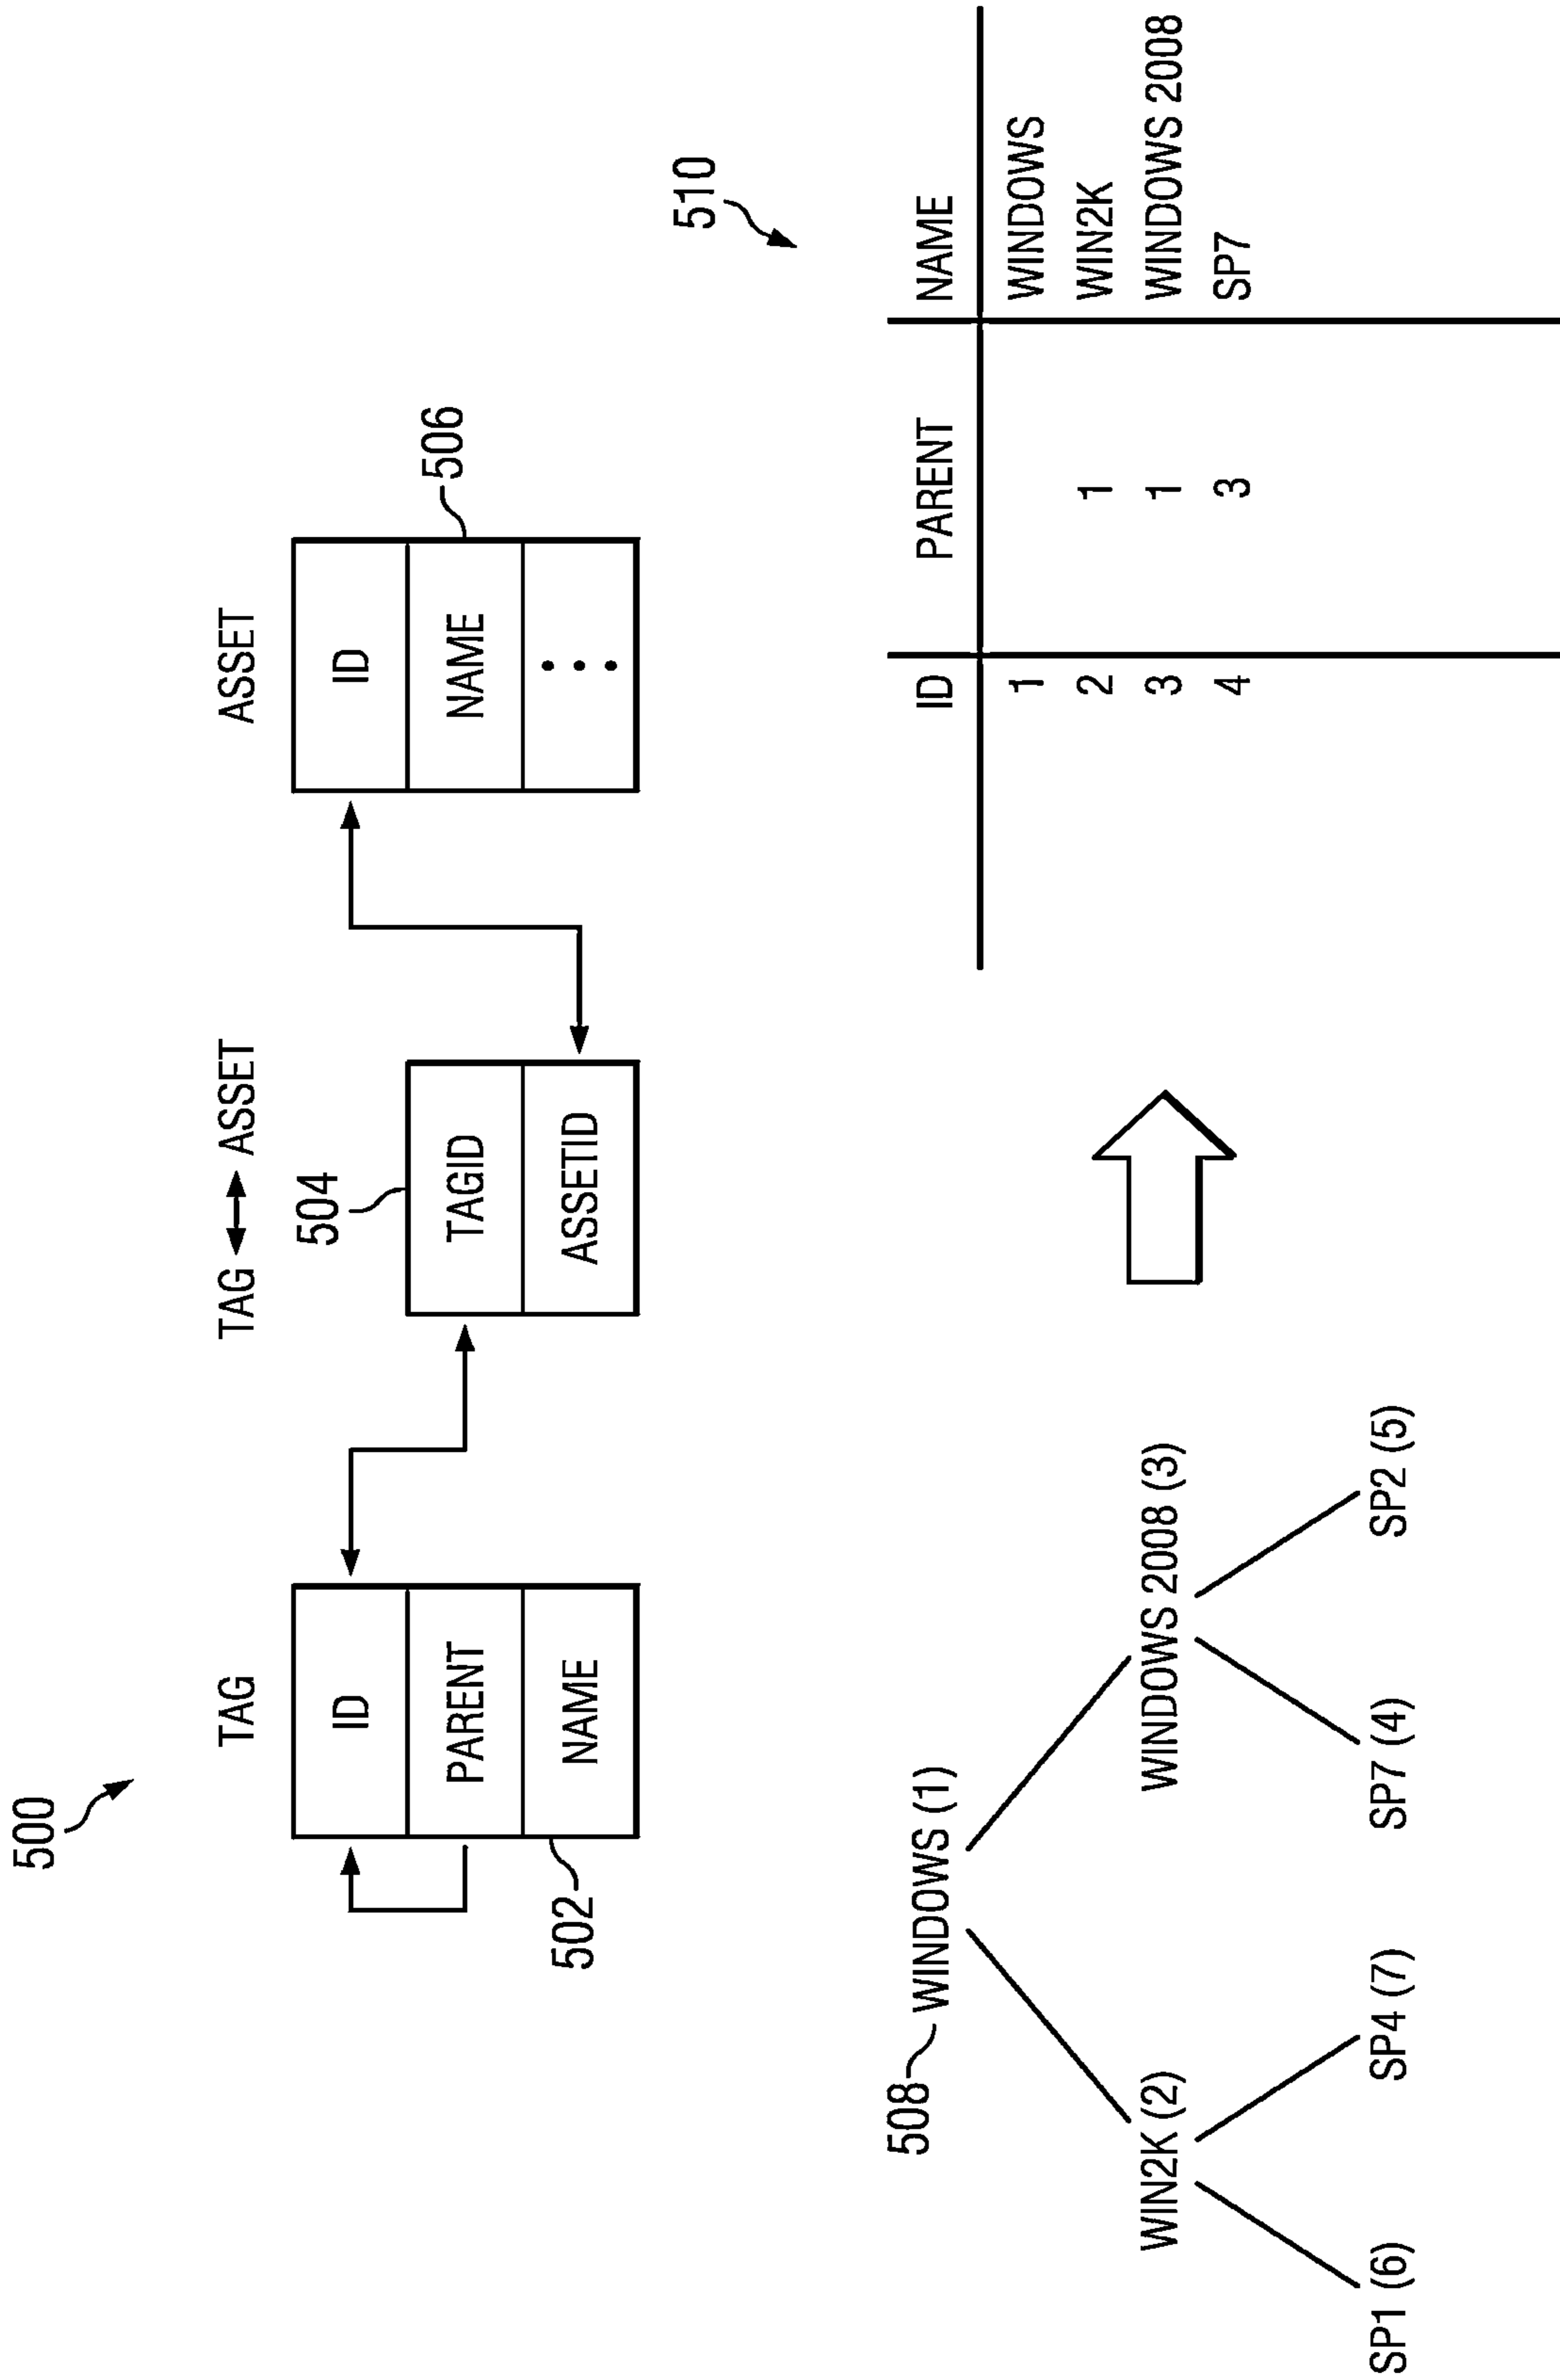 500
TAG
TAG ASSET
ASSET
ID
PARENT
NAME
502
504
TAGID
ASSETID
ID
NAME
506
508
WINDOWS (1)
WIN2K (2)
WINDOWS 2008 (3)
SP1 (6)
SP4 (7)
SP7 (4)
SP2 (5)
510
ID PARENT NAME
1 WINDOWS
2 1 WIN2K
3 1 WINDOWS 2008
4 3 SP7